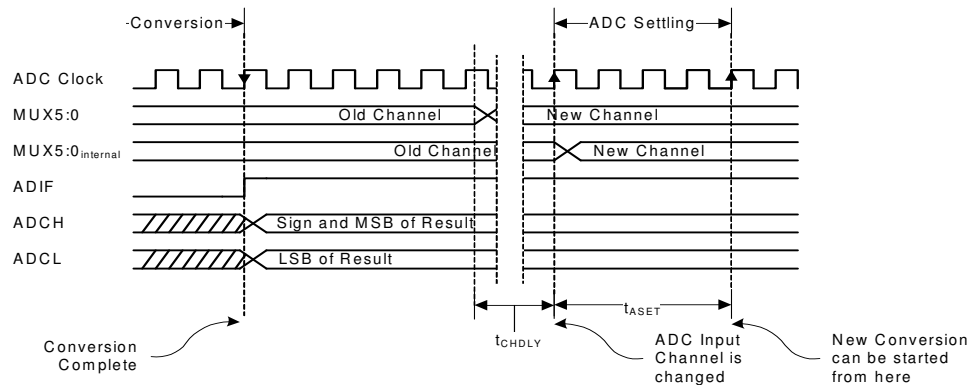 Conversion
ADC Settling
ADC Clock
MUX5:0
Old Channel
New Channel
MUX5:0internal
Old Channel
New Channel
ADIF
ADCH
Sign and MSB of Result
ADCL
LSB of Result
tCHDLY
tASET
Conversion
Complete
ADC Input
Channel is
changed
New Conversion
can be started
from here